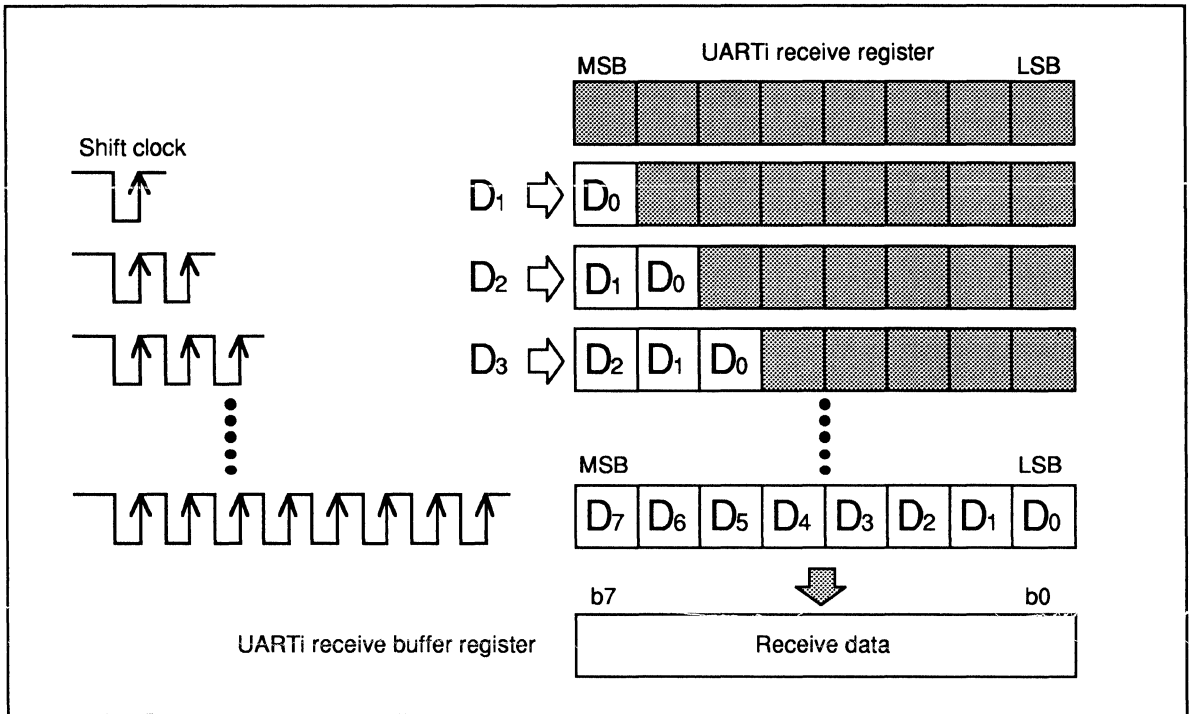 UARTi receive register
MSB LSB
Shift clock
D1 D0
D2 D1 D0
D3 D2 D1 D0
MSB LSB
D7 D6 D5 D4 D3 D2 D1 D0
b7 b0
UARTi receive buffer register Receive data